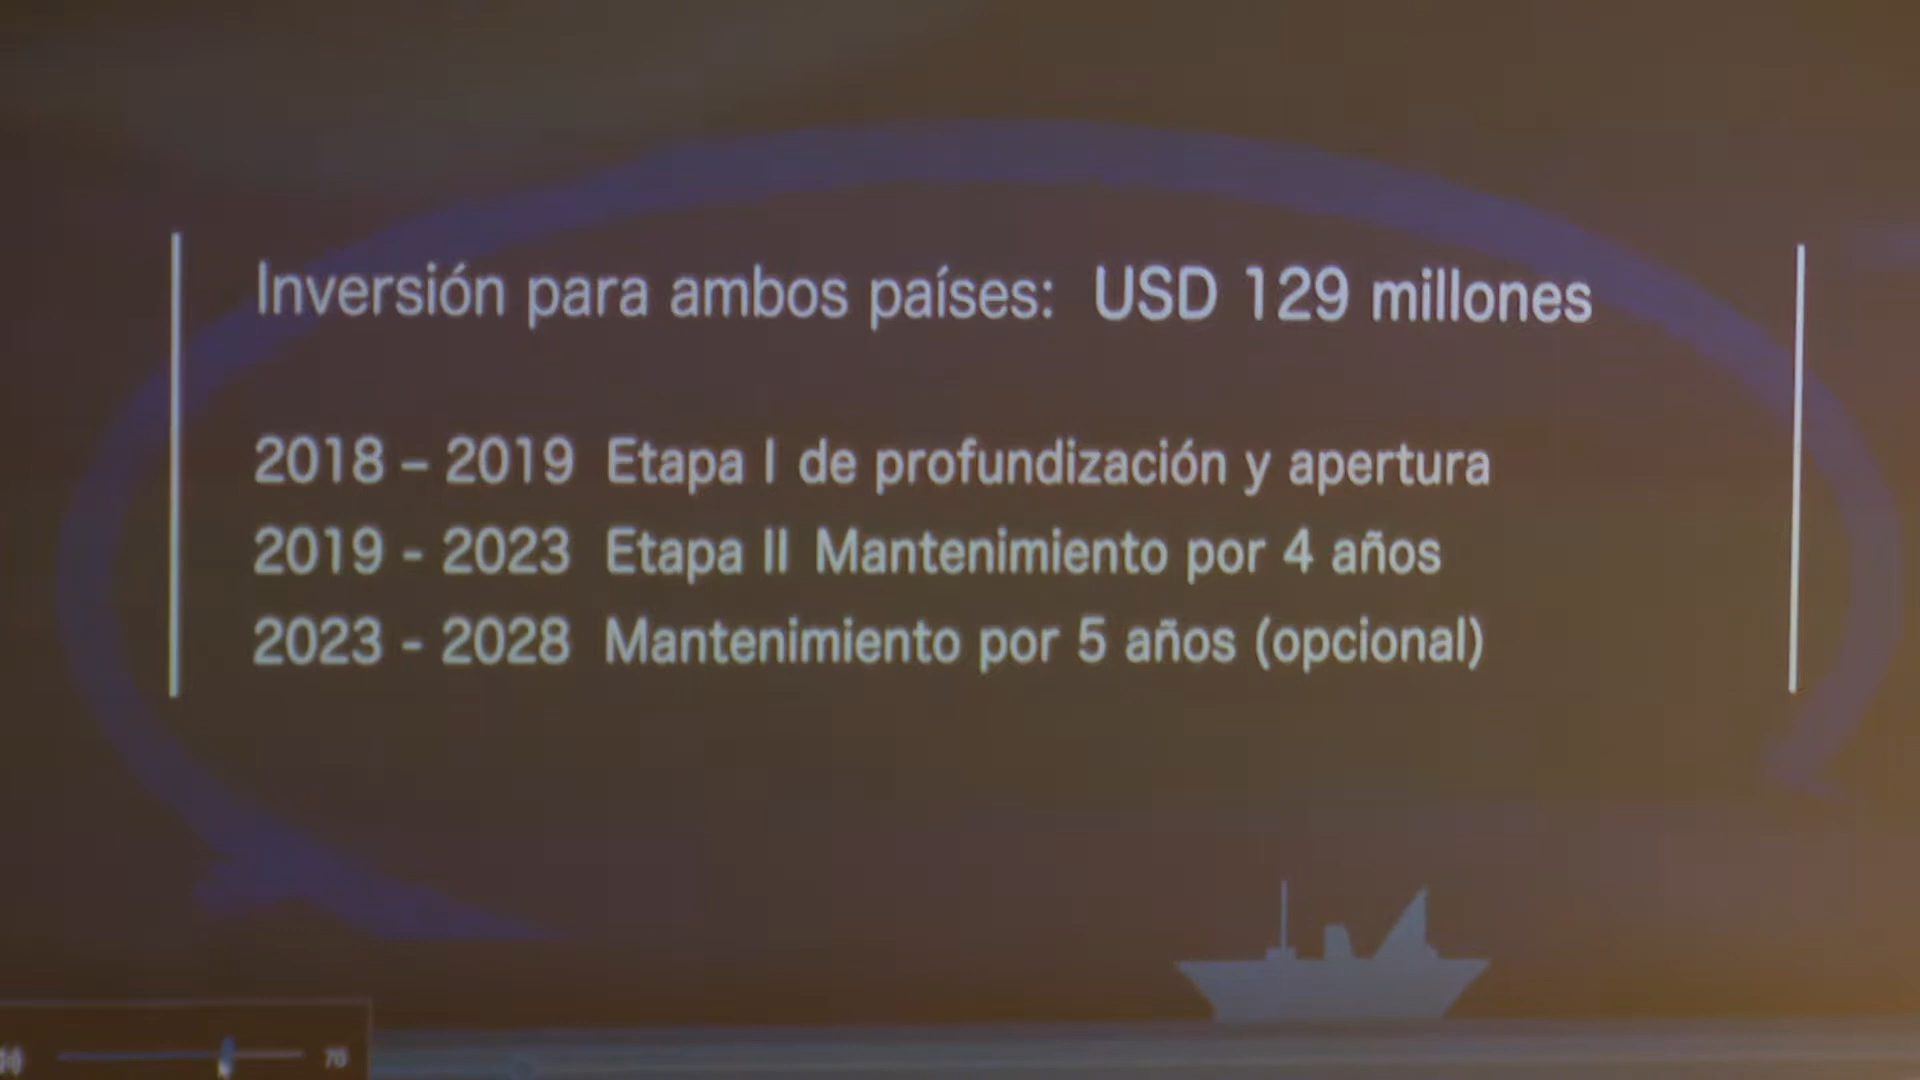 Inversión para ambos países: USD 129 millones
2018 – 2019 Etapa I de profundización y apertura
2019 - 2023 Etapa II Mantenimiento por 4 años
2023 - 2028 Mantenimiento por 5 años (opcional)
70